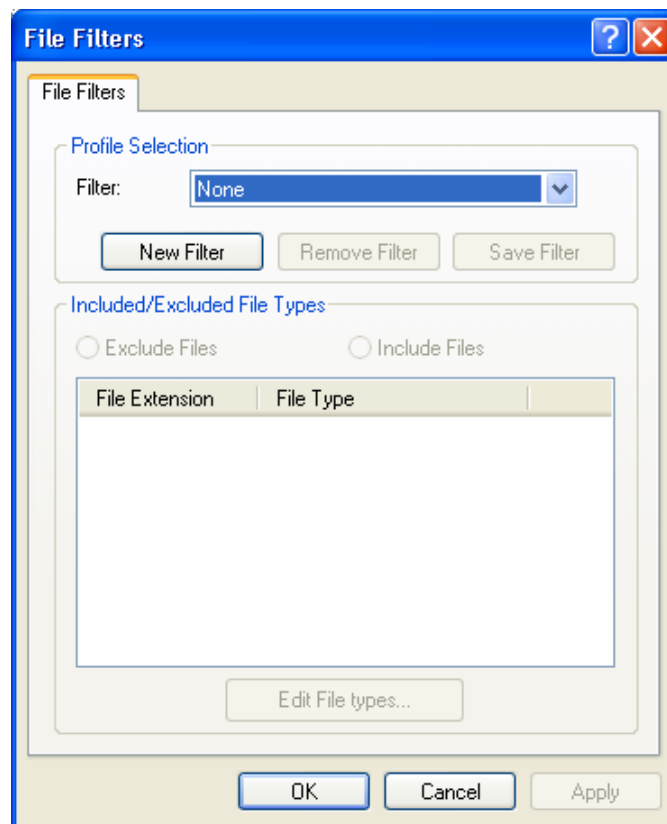 File Filters
File Filters
Profile Selection
Filter: None
New Filter Remove Filter Save Filter
Included/Excluded File Types
Exclude Files Include Files
File Extension File Type
Edit File types...
OK Cancel Apply